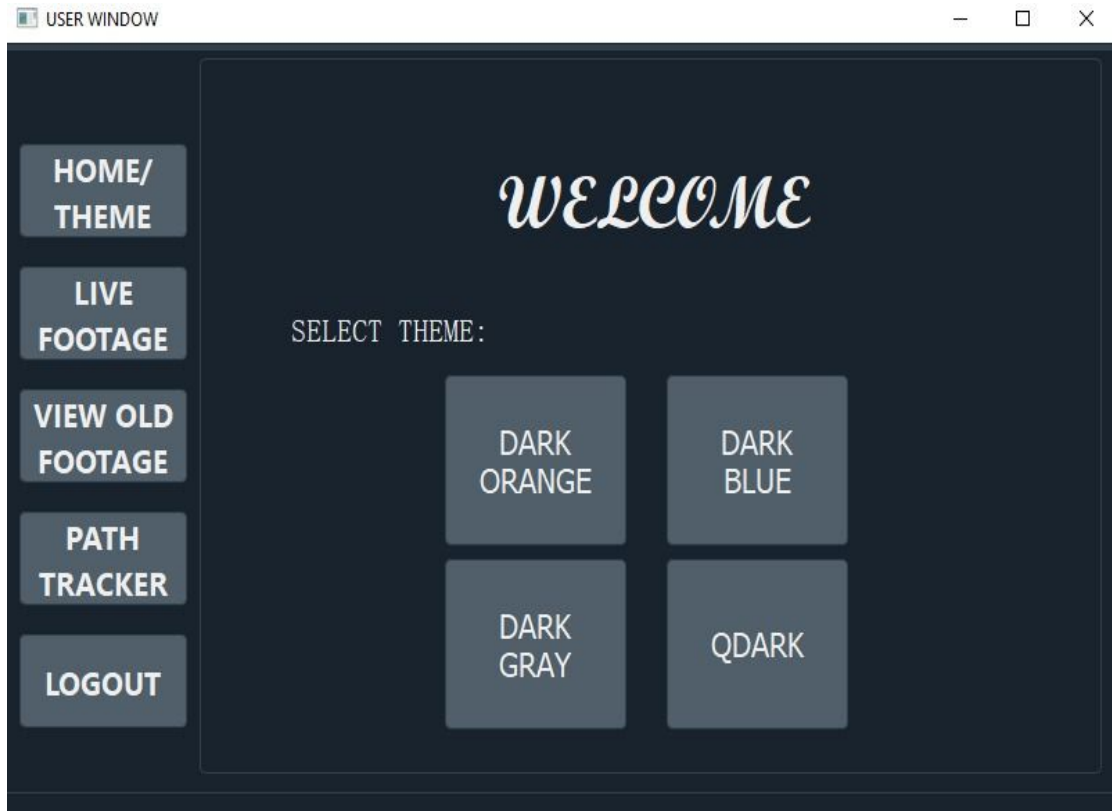 USER WINDOW
HOME/
THEME
LIVE
FOOTAGE
VIEW OLD
FOOTAGE
PATH
TRACKER
LOGOUT
WELCOME
SELECT THEME:
DARK
ORANGE
DARK
BLUE
DARK
GRAY
QDARK